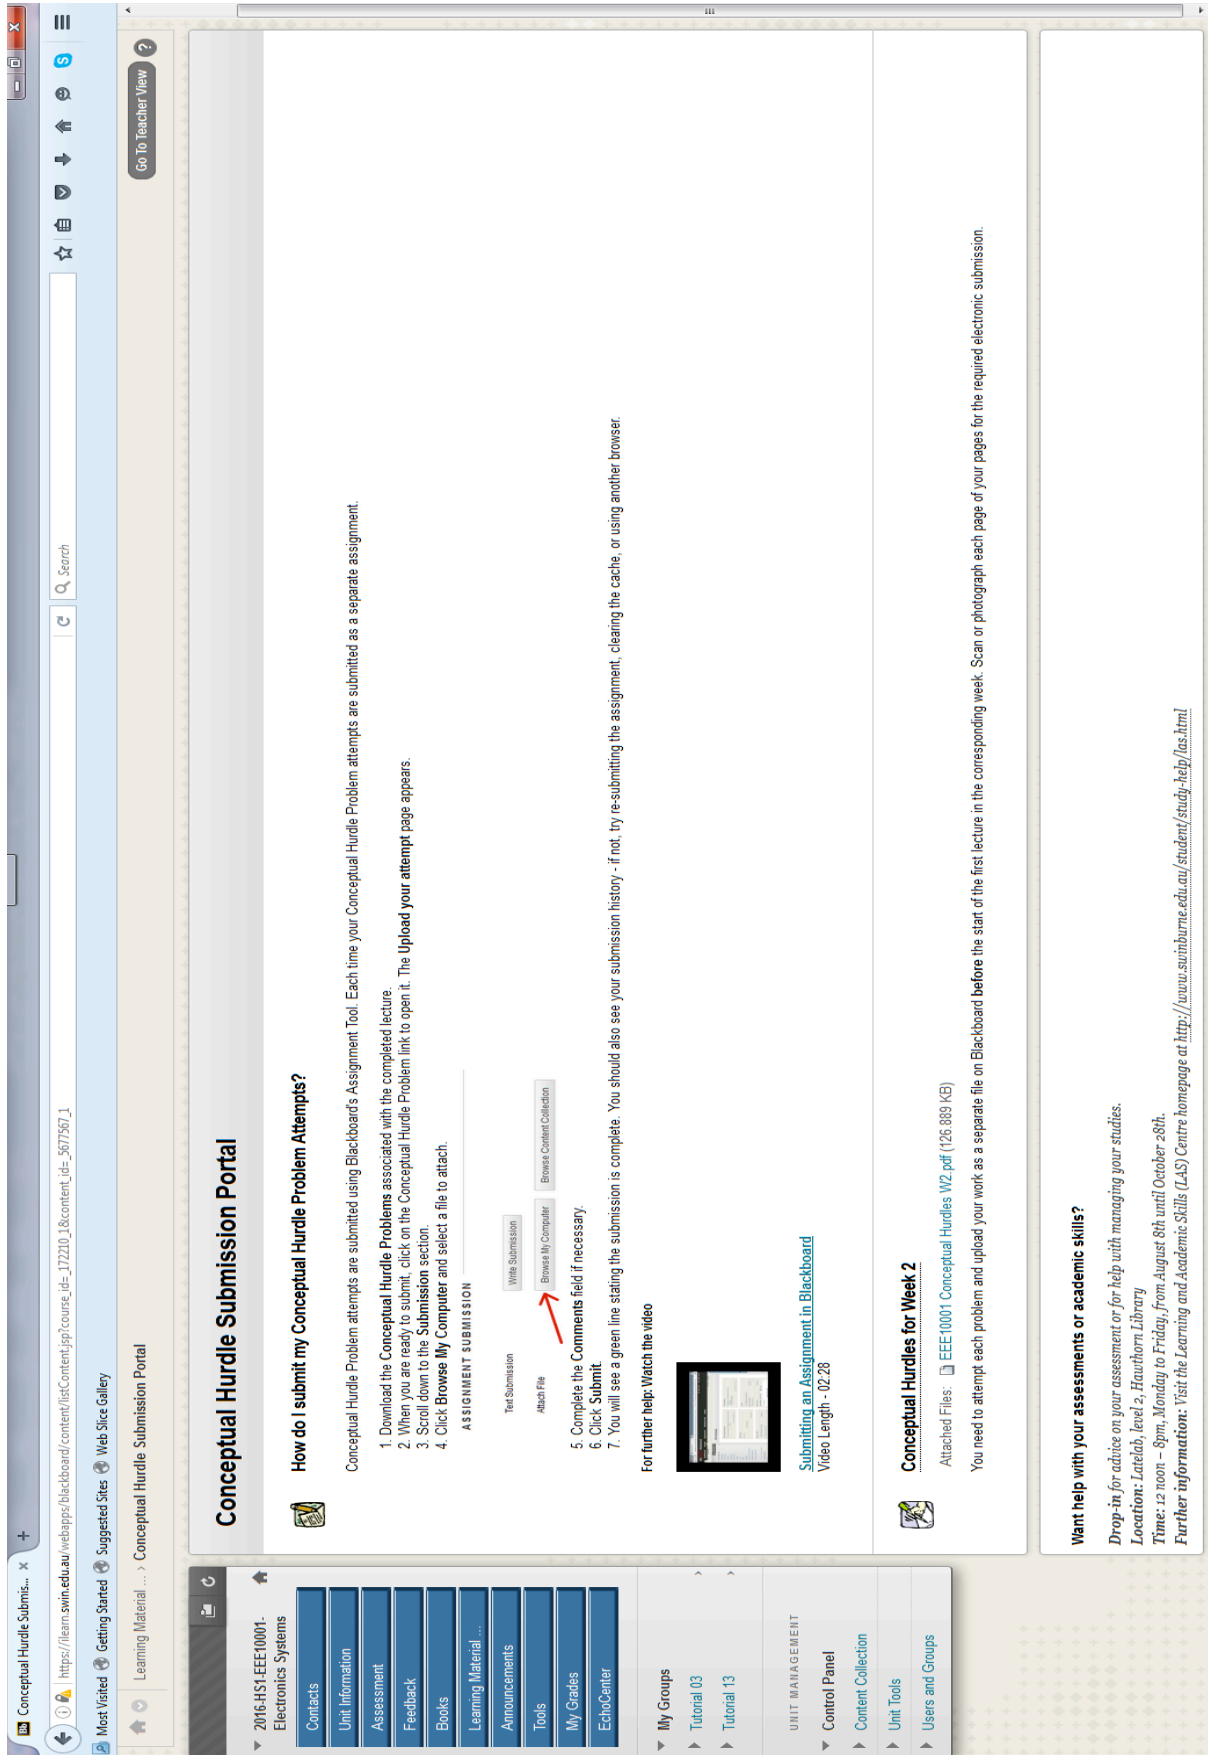 Conceptual Hurdle Submis...
https://ilearn.swin.edu.au/webapps/blackboard/content/listContent.jsp?course_id=_172210_1&content_id=_5677567_1
Search
Most Visited Getting Started Suggested Sites Web Slice Gallery
Learning Material ... > Conceptual Hurdle Submission Portal
Go To Teacher View ?
2016-HS1-EEE10001-
Electronics Systems
Contacts
Unit Information
Assessment
Feedback
Books
Learning Material ...
Announcements
Tools
My Grades
EchoCenter
My Groups
Tutorial 03
Tutorial 13
UNIT MANAGEMENT
Control Panel
Content Collection
Unit Tools
Users and Groups
Conceptual Hurdle Submission Portal
How do I submit my Conceptual Hurdle Problem Attempts?
Conceptual Hurdle Problem attempts are submitted using Blackboard's Assignment Tool. Each time your Conceptual Hurdle Problem attempts are submitted as a separate assignment.
1. Download the Conceptual Hurdle Problems associated with the completed lecture.
2. When you are ready to submit, click on the Conceptual Hurdle Problem link to open it. The Upload your attempt page appears.
3. Scroll down to the Submission section.
4. Click Browse My Computer and select a file to attach.
ASSIGNMENT SUBMISSION
Text Submission Write Submission
Attach File Browse My Computer Browse Content Collection
5. Complete the Comments field if necessary.
6. Click Submit.
7. You will see a green line stating the submission is complete. You should also see your submission history - if not, try re-submitting the assignment, clearing the cache, or using another browser.
For further help: Watch the video
Submitting an Assignment in Blackboard
Video Length - 02:28
Conceptual Hurdles for Week 2
Attached Files: EEE10001 Conceptual Hurdles W2.pdf (126.889 KB)
You need to attempt each problem and upload your work as a separate file on Blackboard before the start of the first lecture in the corresponding week. Scan or photograph each page of your pages for the required electronic submission.
Want help with your assessments or academic skills?
Drop-in for advice on your assessment or for help with managing your studies.
Location: Latelab, level 2, Hawthorn Library
Time: 12 noon – 8pm, Monday to Friday, from August 8th until October 28th.
Further information: Visit the Learning and Academic Skills (LAS) Centre homepage at http://www.swinburne.edu.au/student/study-help/las.html